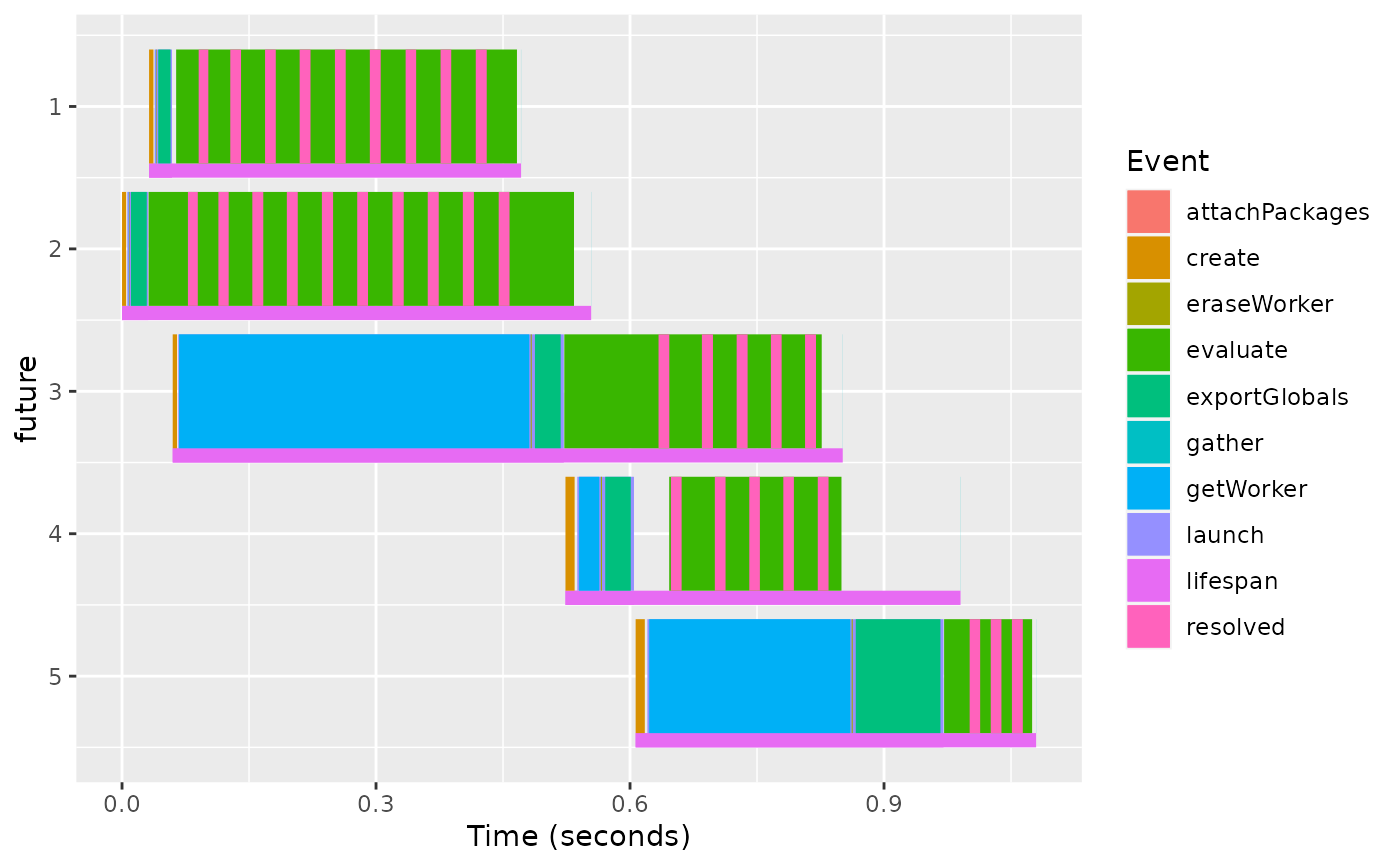 1
2
3
4
5
future
0.0
0.3
0.6
0.9
Time (seconds)
Event
attachPackages
create
eraseWorker
evaluate
exportGlobals
gather
getWorker
launch
lifespan
resolved